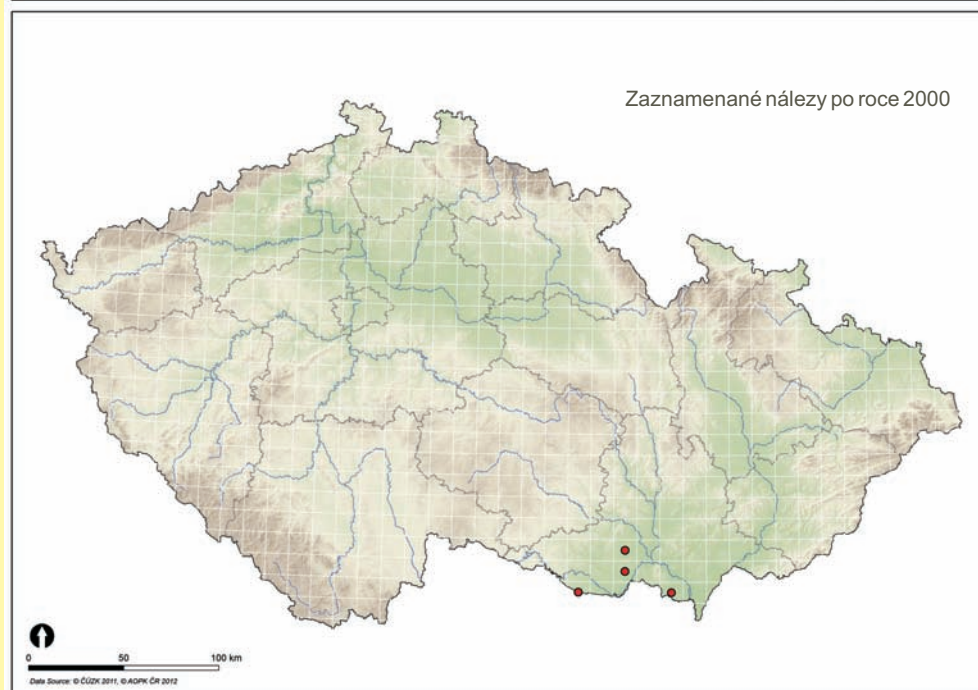 Zaznamenané nálezy po roce 2000
0 50 100 km
Data Source: © ČÚZK 2011, © AOPK ČR 2012